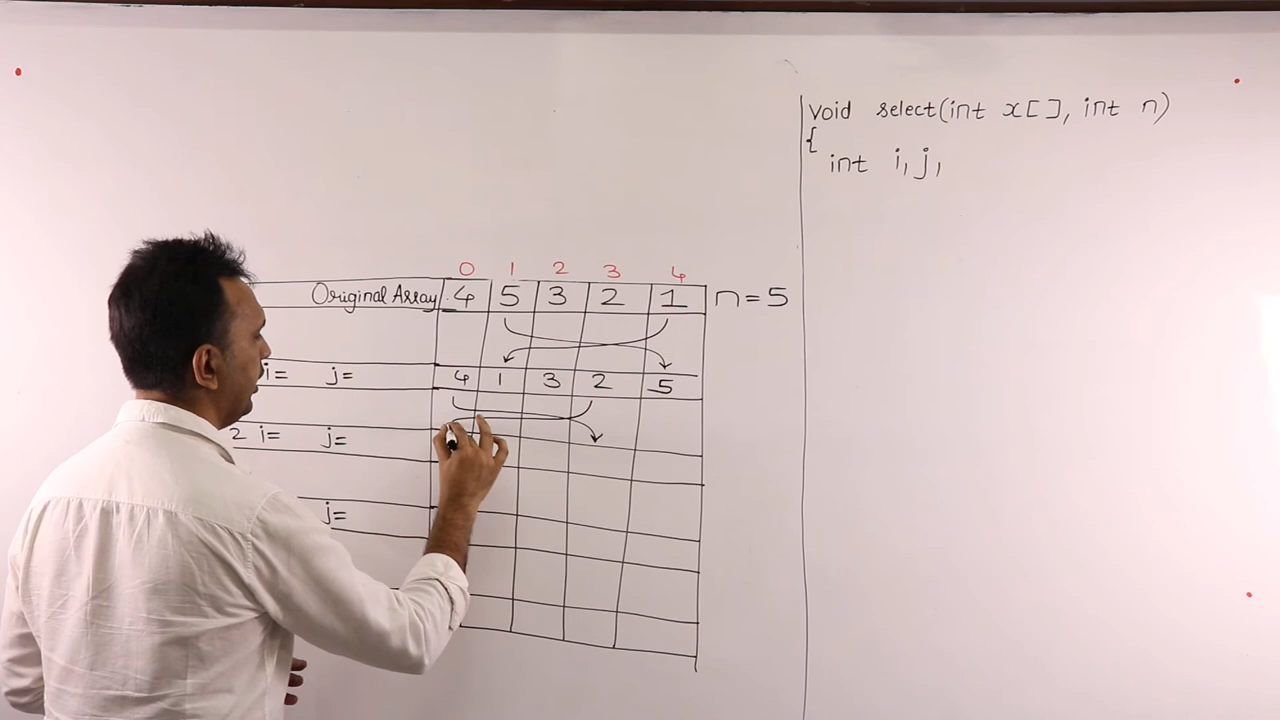 void select(int x[], int n)
{
int i, j,
0 1 2 3 4
Original Array 4 5 3 2 1 n=5
i= j= 4 1 3 2 5
2 i= j=
j=